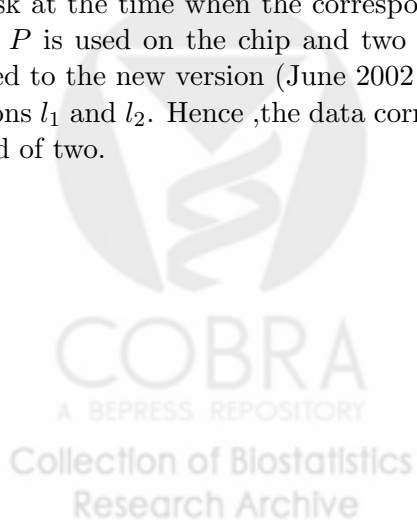 sk at the time when the correspo
P is used on the chip and two
ed to the new version (June 2002
ons l₁ and l₂. Hence ,the data corr
d of two.
COBRA
A BEPRESS REPOSITORY
Collection of Biostatistics
Research Archive